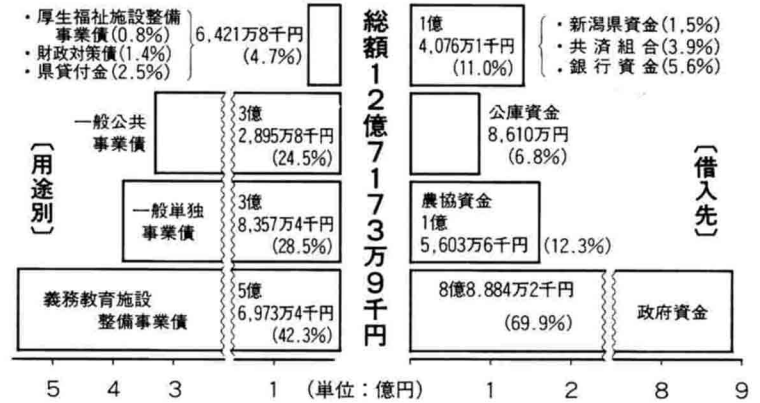 ・厚生福祉施設整備
事業債(0.8%)
・財政対策債(1.4%)
・県貸付金(2.5%)
6,421万8千円
(4.7%)
一般公共
事業債
3億
2,895万8千円
(24.5%)
〔用途別〕
一般単独
事業債
3億
8,357万4千円
(28.5%)
義務教育施設
整備事業債
5億
6,973万4千円
(42.3%)
総額12億7173万9千円
1億
4,076万1千円
(11.0%)
・新潟県資金(1,5%)
・共済組合(3.9%)
・銀行資金(5.6%)
公庫資金
8,610万円
(6.8%)
〔借入先〕
農協資金
1億
5,603万6千円
(12.3%)
8億8.884万2千円
(69.9%)
政府資金
5 4 3 1 (単位：億円) 1 2 8 9